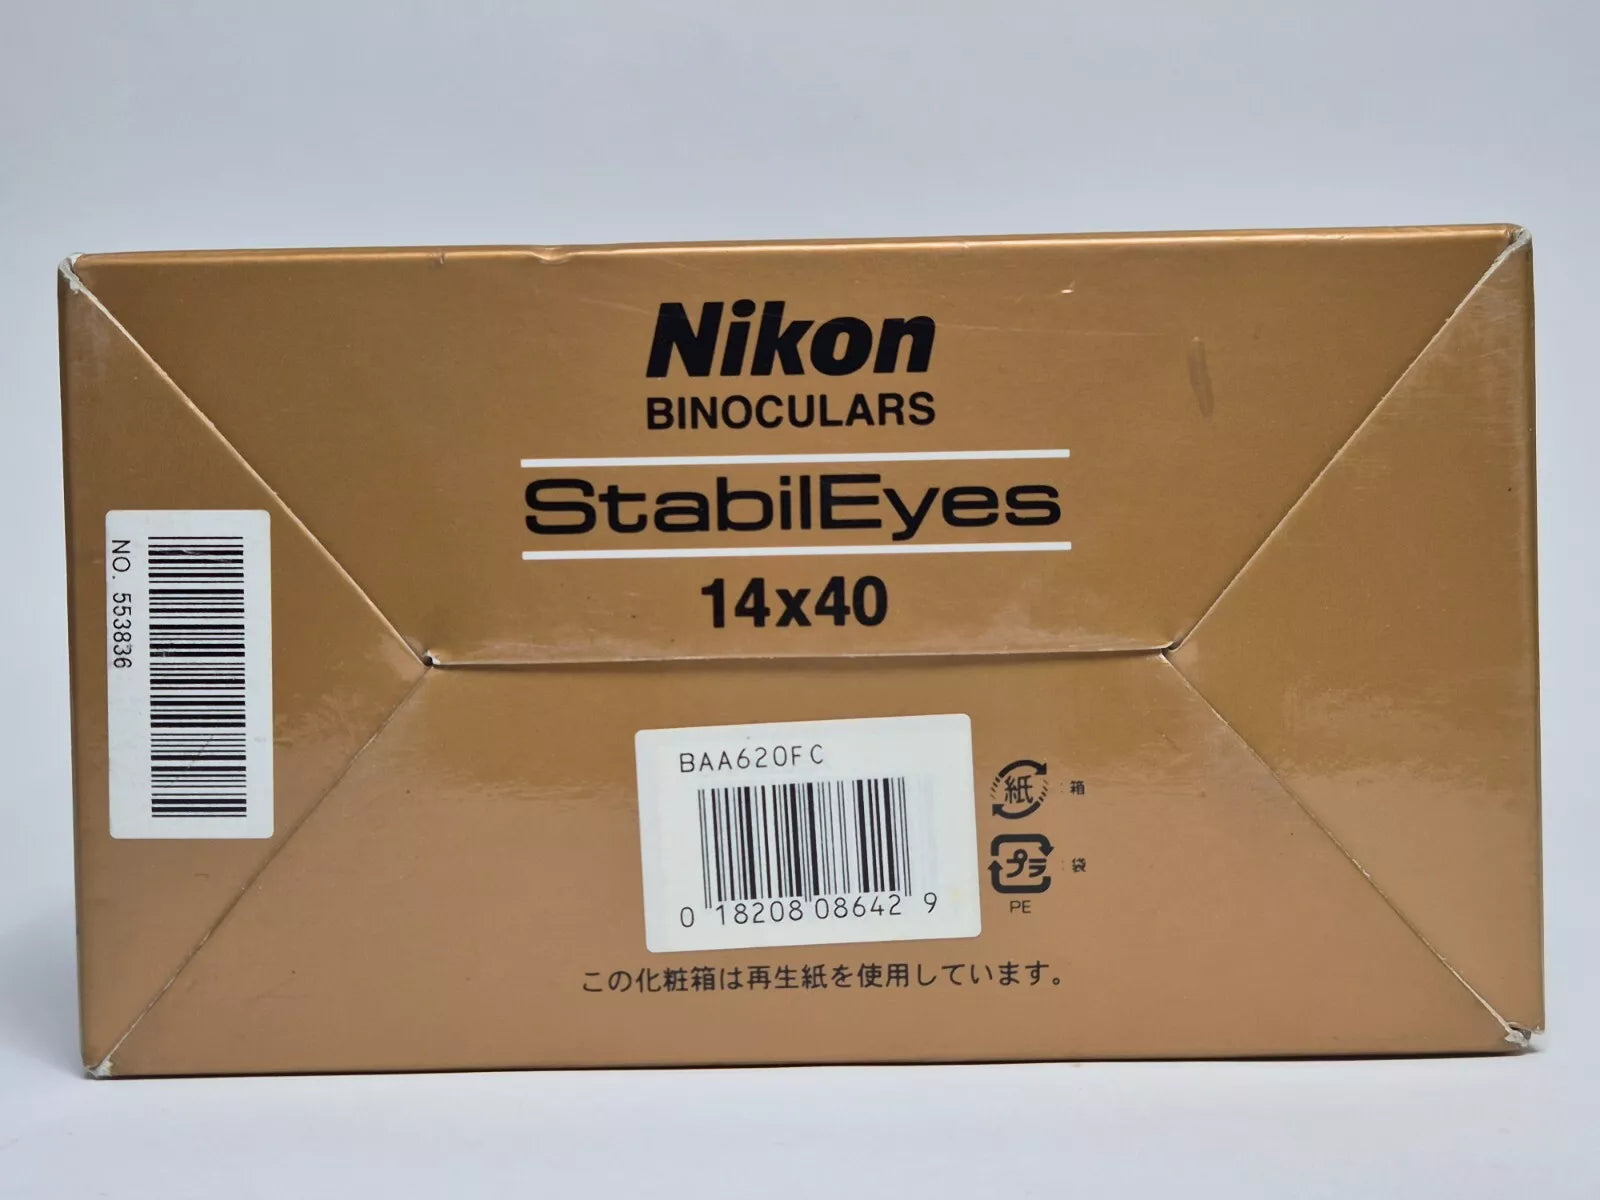 Nikon
BINOCULARS
StabilEyes
14x40
NO. 553836
BAA620FC
0 18208 08642 9
紙 : 箱
プラ : 袋
PE
この化粧箱は再生紙を使用しています。